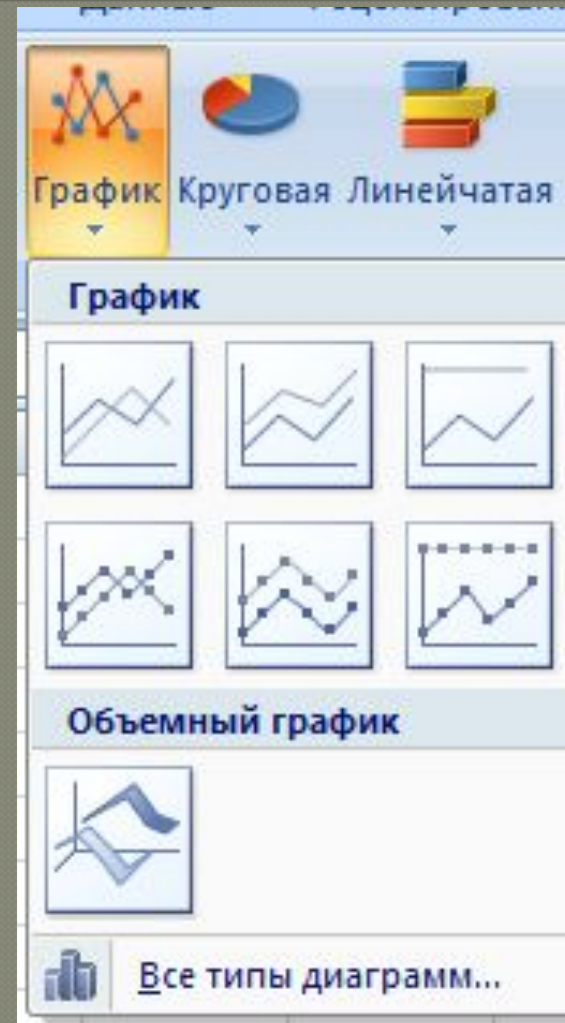 График Круговая Линейчатая
График
Объемный график
Все типы диаграмм...